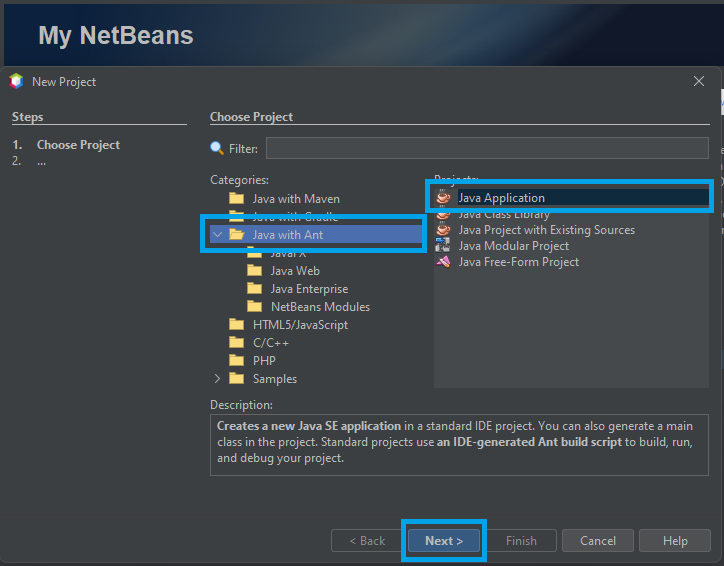 My NetBeans
New Project
Steps
1. Choose Project
2. ...
Choose Project
Filter:
Categories:
Java with Maven
Java with Gradle
Java with Ant
JavaFX
Java Web
Java Enterprise
NetBeans Modules
HTML5/JavaScript
C/C++
PHP
Samples
Projects:
Java Application
Java Class Library
Java Project with Existing Sources
Java Modular Project
Java Free-Form Project
Description:
Creates a new Java SE application in a standard IDE project. You can also generate a main
class in the project. Standard projects use an IDE-generated Ant build script to build, run,
and debug your project.
< Back
Next >
Finish
Cancel
Help